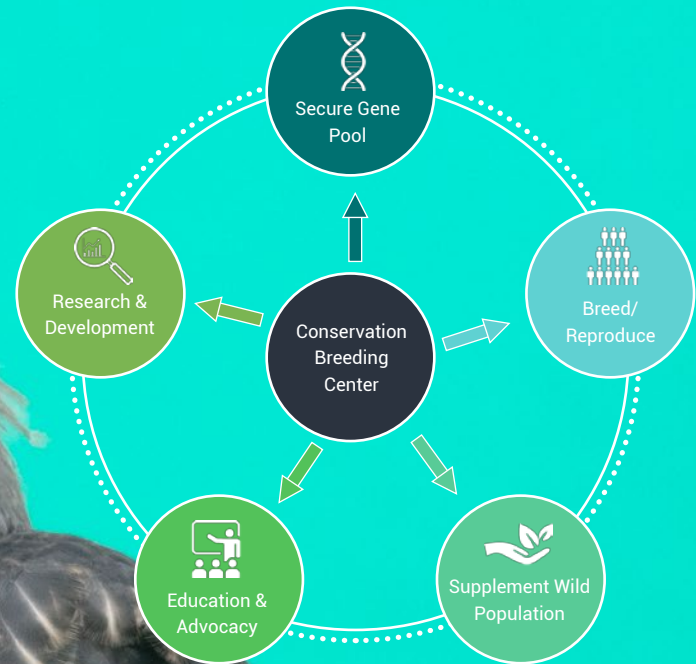 Secure Gene
Pool
Research &
Development
Conservation
Breeding
Center
Breed/
Reproduce
Education &
Advocacy
Supplement Wild
Population